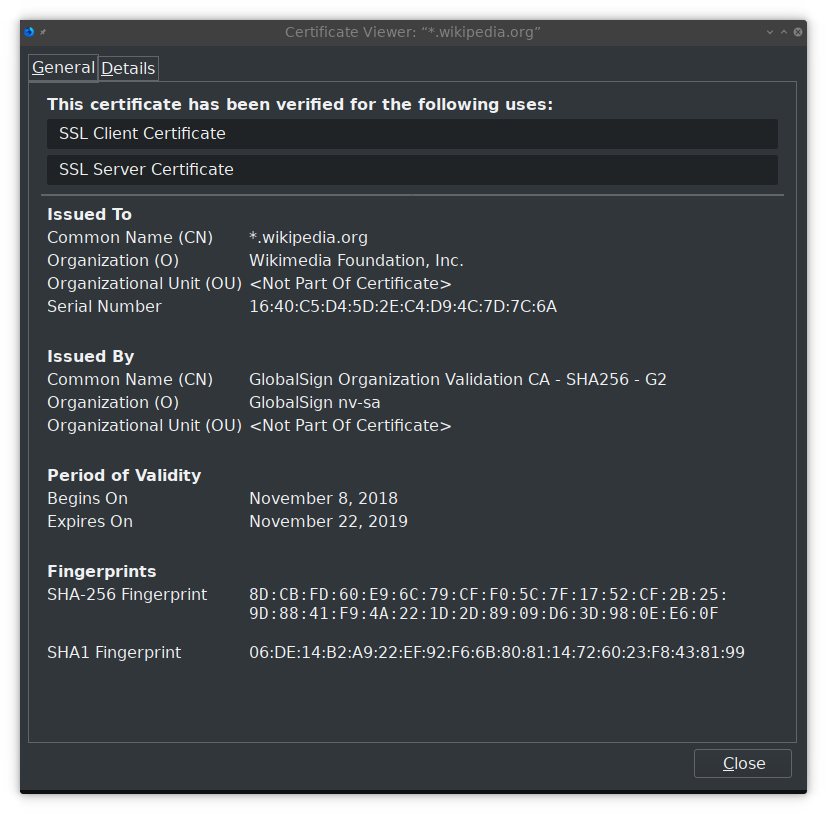 Certificate Viewer: “*.wikipedia.org”
General Details
This certificate has been verified for the following uses:
SSL Client Certificate
SSL Server Certificate
Issued To
Common Name (CN) *.wikipedia.org
Organization (O) Wikimedia Foundation, Inc.
Organizational Unit (OU) <Not Part Of Certificate>
Serial Number 16:40:C5:D4:5D:2E:C4:D9:4C:7D:7C:6A
Issued By
Common Name (CN) GlobalSign Organization Validation CA - SHA256 - G2
Organization (O) GlobalSign nv-sa
Organizational Unit (OU) <Not Part Of Certificate>
Period of Validity
Begins On November 8, 2018
Expires On November 22, 2019
Fingerprints
SHA-256 Fingerprint 8D:CB:FD:60:E9:6C:79:CF:F0:5C:7F:17:52:CF:2B:25:
9D:88:41:F9:4A:22:1D:2D:89:09:D6:3D:98:0E:E6:0F
SHA1 Fingerprint 06:DE:14:B2:A9:22:EF:92:F6:6B:80:81:14:72:60:23:F8:43:81:99
Close